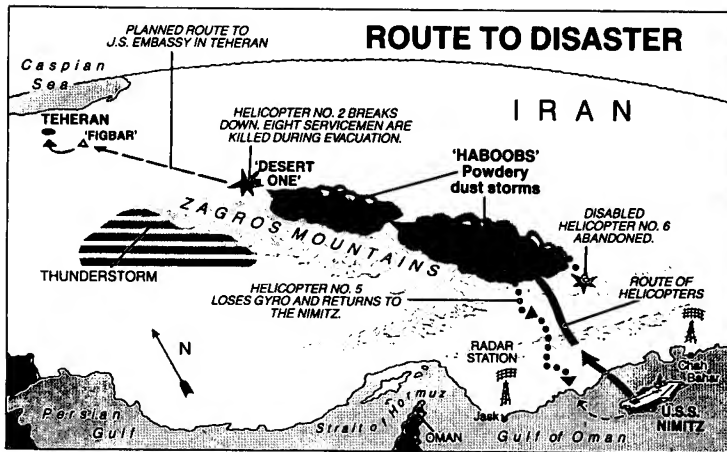 PLANNED ROUTE TO
J.S. EMBASSY IN TEHERAN
ROUTE TO DISASTER
Caspian
Sea
IRAN
TEHERAN
'FIGBAR'
HELICOPTER NO. 2 BREAKS
DOWN. EIGHT SERVICEMEN ARE
KILLED DURING EVACUATION.
'DESERT
ONE'
'HABOOBS'
Powdery
dust storms
ZAGROS MOUNTAINS
DISABLED
HELICOPTER NO. 6
ABANDONED.
THUNDERSTORM
HELICOPTER NO. 5
LOSES GYRO AND RETURNS TO
THE NIMITZ.
ROUTE OF
HELICOPTERS
N
RADAR
STATION
Chah
Bahar
Persian
Gulf
Strait of Hormuz
OMAN
Jask
Gulf of Oman
U.S.S.
NIMITZ